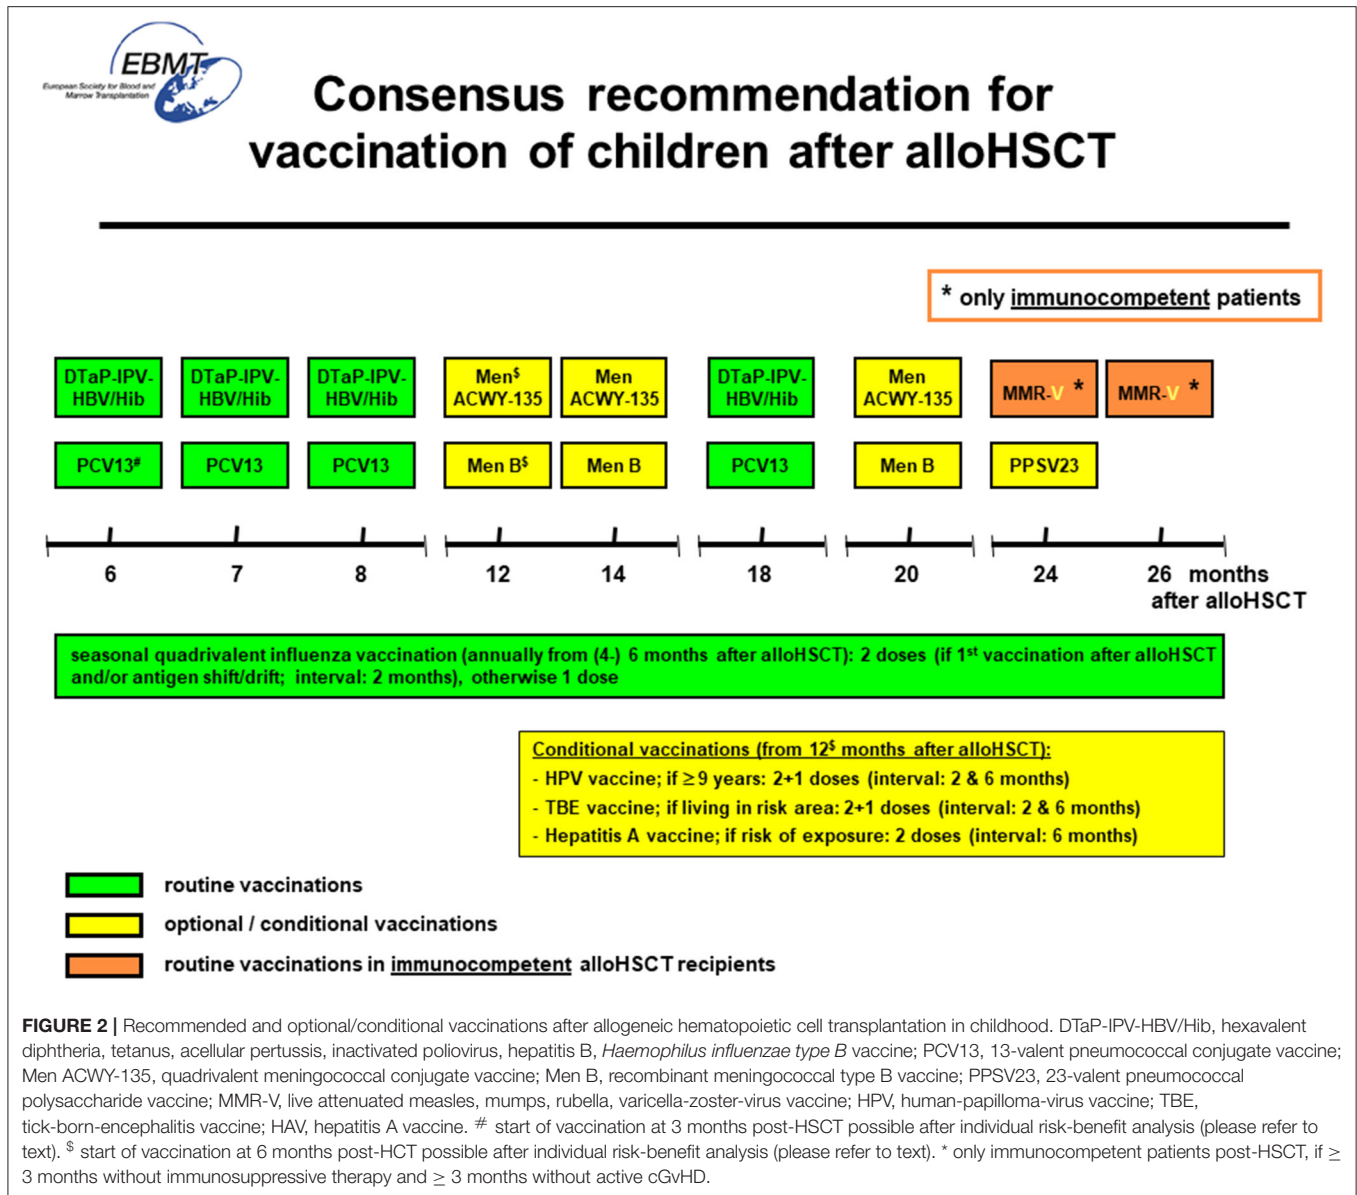 EBMT
European Society for Blood and
Marrow Transplantation
Consensus recommendation for
vaccination of children after alloHSCT
* only immunocompetent patients
DTaP-IPV-
HBV/Hib
DTaP-IPV-
HBV/Hib
DTaP-IPV-
HBV/Hib
Men$
ACWY-135
Men
ACWY-135
DTaP-IPV-
HBV/Hib
Men
ACWY-135
MMR-V *
MMR-V *
PCV13#
PCV13
PCV13
Men B$
Men B
PCV13
Men B
PPSV23
6 7 8 12 14 18 20 24 26 months
after alloHSCT
seasonal quadrivalent influenza vaccination (annually from (4-) 6 months after alloHSCT): 2 doses (if 1st vaccination after alloHSCT
and/or antigen shift/drift; interval: 2 months), otherwise 1 dose
Conditional vaccinations (from 12$ months after alloHSCT):
- HPV vaccine; if ≥ 9 years: 2+1 doses (interval: 2 & 6 months)
- TBE vaccine; if living in risk area: 2+1 doses (interval: 2 & 6 months)
- Hepatitis A vaccine; if risk of exposure: 2 doses (interval: 6 months)
routine vaccinations
optional / conditional vaccinations
routine vaccinations in immunocompetent alloHSCT recipients
FIGURE 2 | Recommended and optional/conditional vaccinations after allogeneic hematopoietic cell transplantation in childhood. DTaP-IPV-HBV/Hib, hexavalent
diphtheria, tetanus, acellular pertussis, inactivated poliovirus, hepatitis B, Haemophilus influenzae type B vaccine; PCV13, 13-valent pneumococcal conjugate vaccine;
Men ACWY-135, quadrivalent meningococcal conjugate vaccine; Men B, recombinant meningococcal type B vaccine; PPSV23, 23-valent pneumococcal
polysaccharide vaccine; MMR-V, live attenuated measles, mumps, rubella, varicella-zoster-virus vaccine; HPV, human-papilloma-virus vaccine; TBE,
tick-born-encephalitis vaccine; HAV, hepatitis A vaccine. # start of vaccination at 3 months post-HSCT possible after individual risk-benefit analysis (please refer to
text). $ start of vaccination at 6 months post-HCT possible after individual risk-benefit analysis (please refer to text). * only immunocompetent patients post-HSCT, if ≥
3 months without immunosuppressive therapy and ≥ 3 months without active cGvHD.